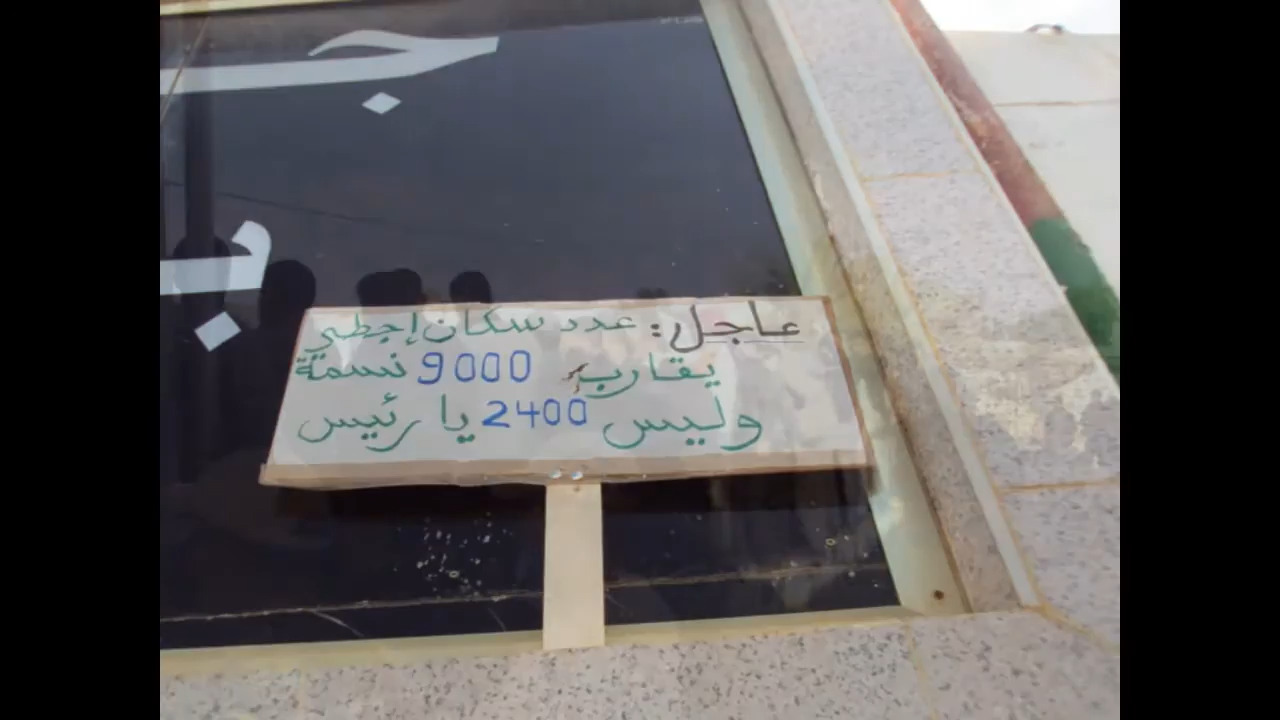 عاجل: عدد سكان إجطي
يقارب 9000 نسمة
وليس 2400 يا رئيس